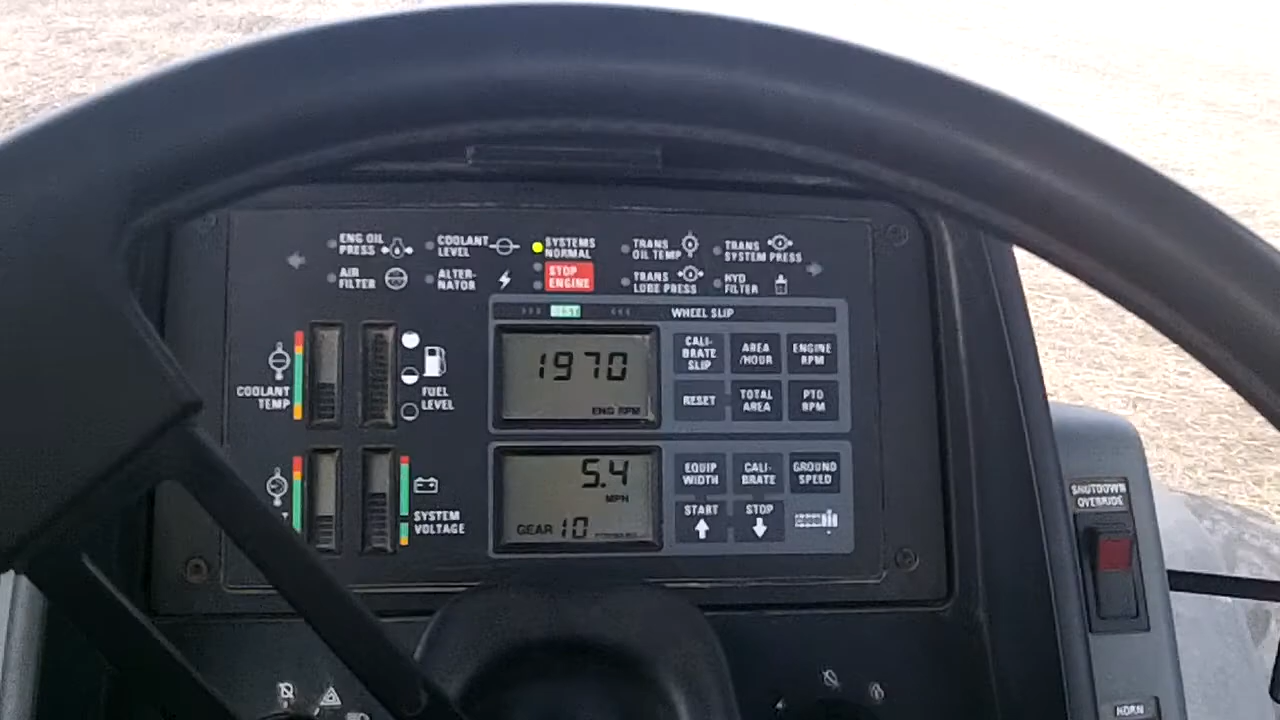 ENG OIL
PRESS
COOLANT
LEVEL
SYSTEMS
NORMAL
TRANS
OIL TEMP
TRANS
SYSTEM PRESS
AIR
FILTER
ALTER-
NATOR
STOP
ENGINE
TRANS
LUBE PRESS
HYD
FILTER
>>> BEST <<<
WHEEL SLIP
1970
ENG RPM
CALI-
BRATE
SLIP
AREA
/HOUR
ENGINE
RPM
RESET
TOTAL
AREA
PTO
RPM
COOLANT
TEMP
FUEL
LEVEL
5.4
MPH
GEAR 10
EQUIP
WIDTH
CALI-
BRATE
GROUND
SPEED
START
STOP
SYSTEM
VOLTAGE
SHUTDOWN
OVERRIDE
HORN